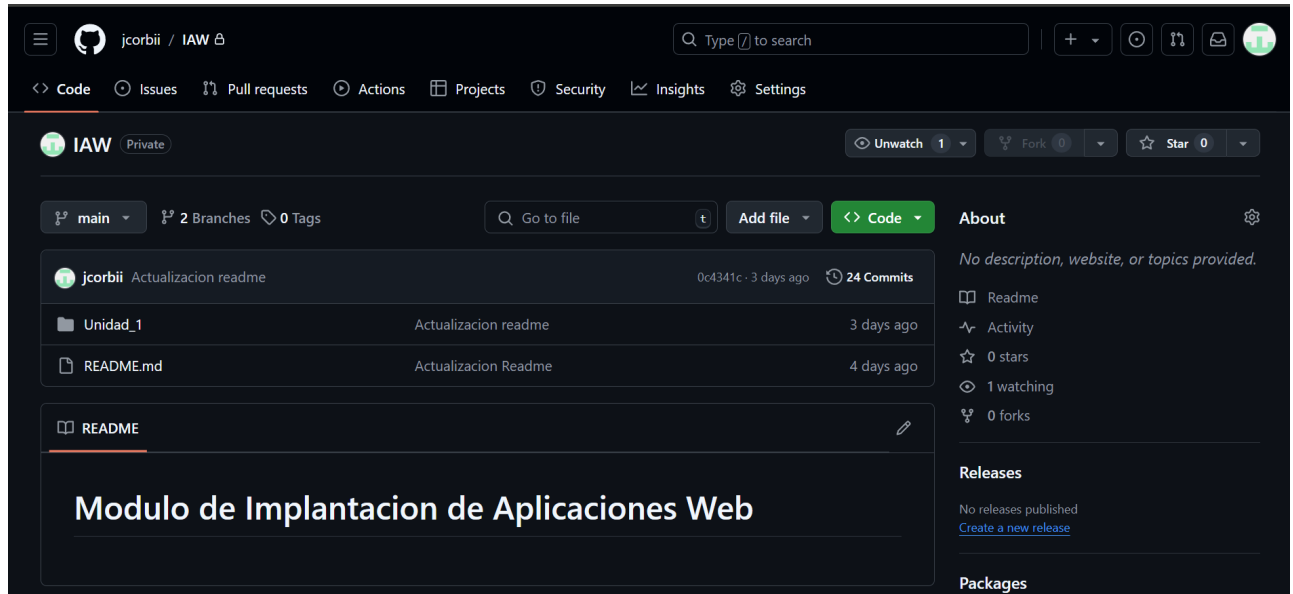 jcorbii / IAW
Type / to search
Code Issues Pull requests Actions Projects Security Insights Settings
IAW Private
Unwatch 1 Fork 0 Star 0
main 2 Branches 0 Tags
Go to file t
Add file
Code
jcorbii Actualizacion readme 0c4341c · 3 days ago 24 Commits
Unidad_1 Actualizacion readme 3 days ago
README.md Actualizacion Readme 4 days ago
README
Modulo de Implantacion de Aplicaciones Web
About
No description, website, or topics provided.
Readme
Activity
0 stars
1 watching
0 forks
Releases
No releases published
Create a new release
Packages